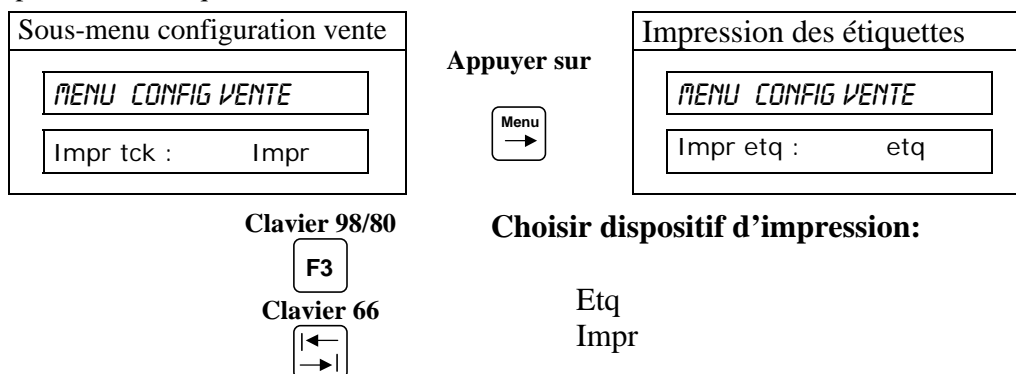 Sous-menu configuration vente
MENU CONFIG VENTE
Impr tck : Impr
Appuyer sur
Menu
Impression des étiquettes
MENU CONFIG VENTE
Impr etq : etq
Clavier 98/80
F3
Clavier 66
Choisir dispositif d’impression:
Etq
Impr